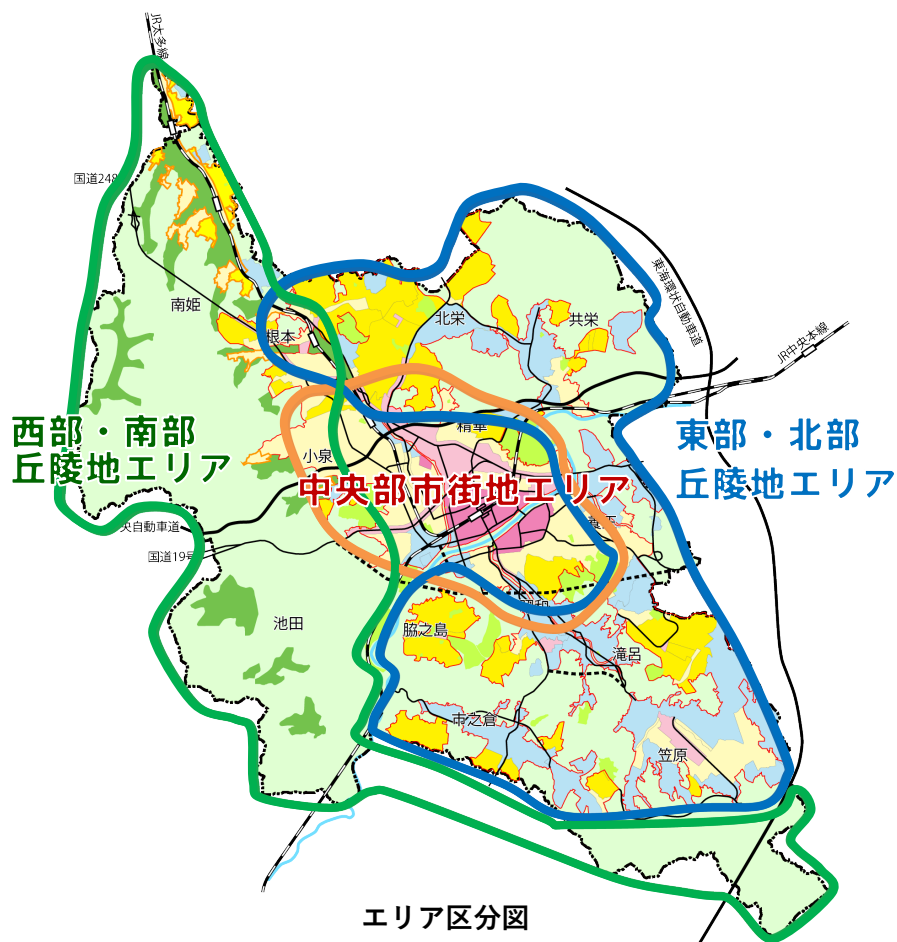 JR太多線
国道248
東海環状自動車道
JR中央本線
南姫
北栄
共栄
根本
西部・南部
丘陵地エリア
東部・北部
丘陵地エリア
精華
小泉
中央部市街地エリア
養正
央自動車道
国道19号
昭和
池田
脇之島
滝呂
市之倉
笠原
エリア区分図